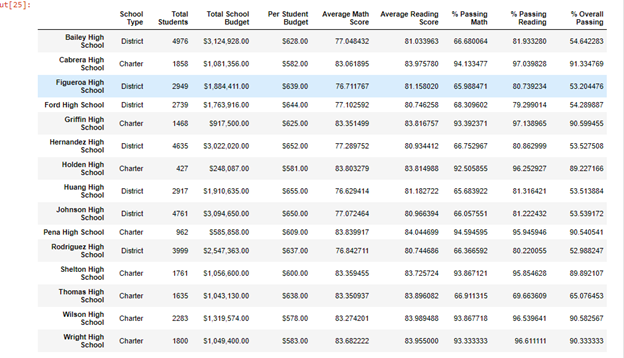 ut[25]:
School Type Total Students Total School Budget Per Student Budget Average Math Score Average Reading Score % Passing Math % Passing Reading % Overall Passing
Bailey High School District 4976 $3,124,928.00 $628.00 77.048432 81.033963 66.680064 81.933280 54.642283
Cabrera High School Charter 1858 $1,081,356.00 $582.00 83.061895 83.975780 94.133477 97.039828 91.334769
Figueroa High School District 2949 $1,884,411.00 $639.00 76.711767 81.158020 65.988471 80.739234 53.204476
Ford High School District 2739 $1,763,916.00 $644.00 77.102592 80.746258 68.309602 79.299014 54.289887
Griffin High School Charter 1468 $917,500.00 $625.00 83.351499 83.816757 93.392371 97.138965 90.599455
Hernandez High School District 4635 $3,022,020.00 $652.00 77.289752 80.934412 66.752967 80.862999 53.527508
Holden High School Charter 427 $248,087.00 $581.00 83.803279 83.814988 92.505855 96.252927 89.227166
Huang High School District 2917 $1,910,635.00 $655.00 76.629414 81.182722 65.683922 81.316421 53.513884
Johnson High School District 4761 $3,094,650.00 $650.00 77.072464 80.966394 66.057551 81.222432 53.539172
Pena High School Charter 962 $585,858.00 $609.00 83.839917 84.044699 94.594595 95.945946 90.540541
Rodriguez High School District 3999 $2,547,363.00 $637.00 76.842711 80.744686 66.366592 80.220055 52.988247
Shelton High School Charter 1761 $1,056,600.00 $600.00 83.359455 83.725724 93.867121 95.854628 89.892107
Thomas High School Charter 1635 $1,043,130.00 $638.00 83.350937 83.896082 66.911315 69.663609 65.076453
Wilson High School Charter 2283 $1,319,574.00 $578.00 83.274201 83.989488 93.867718 96.539641 90.582567
Wright High School Charter 1800 $1,049,400.00 $583.00 83.682222 83.955000 93.333333 96.611111 90.333333